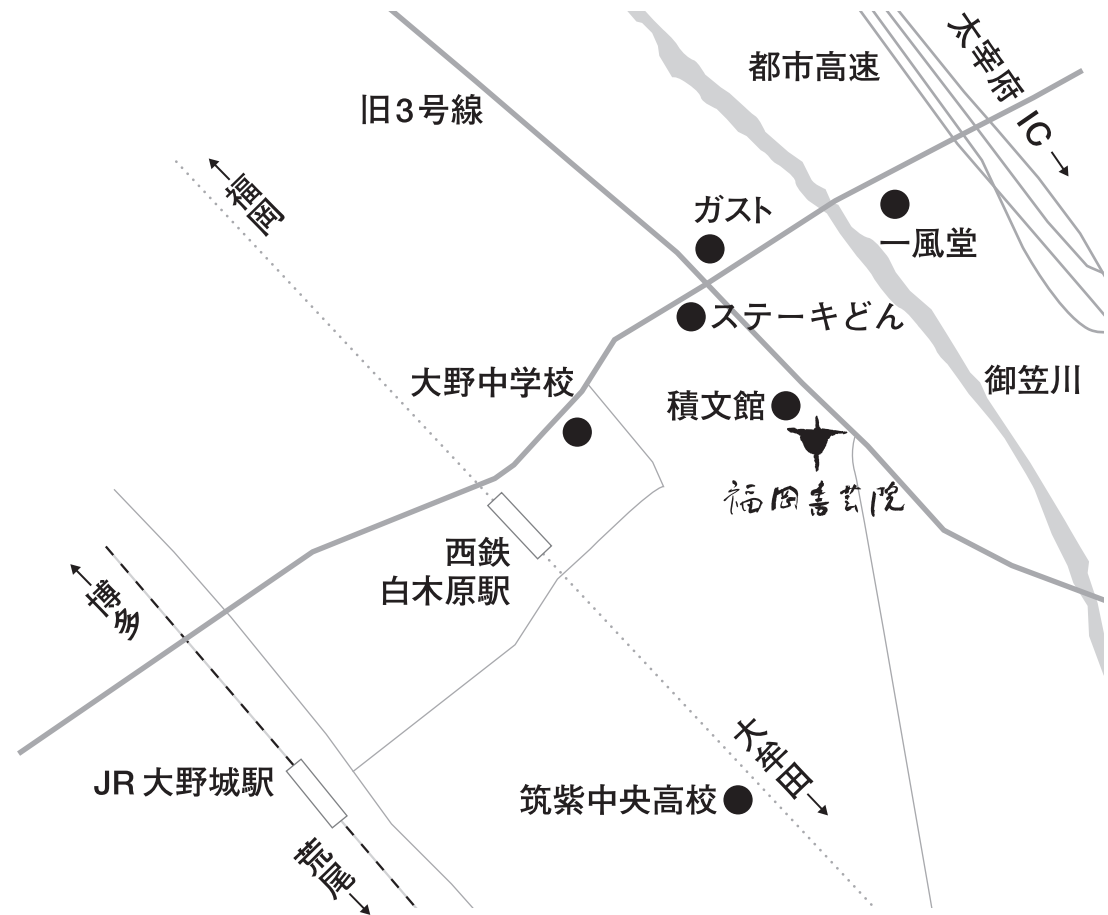 太宰府 IC
都市高速
旧3号線
福岡
ガスト
一風堂
ステーキどん
大野中学校
御笠川
積文館
福岡書芸院
西鉄
白木原駅
博多
大牟田
JR 大野城駅
筑紫中央高校
荒尾